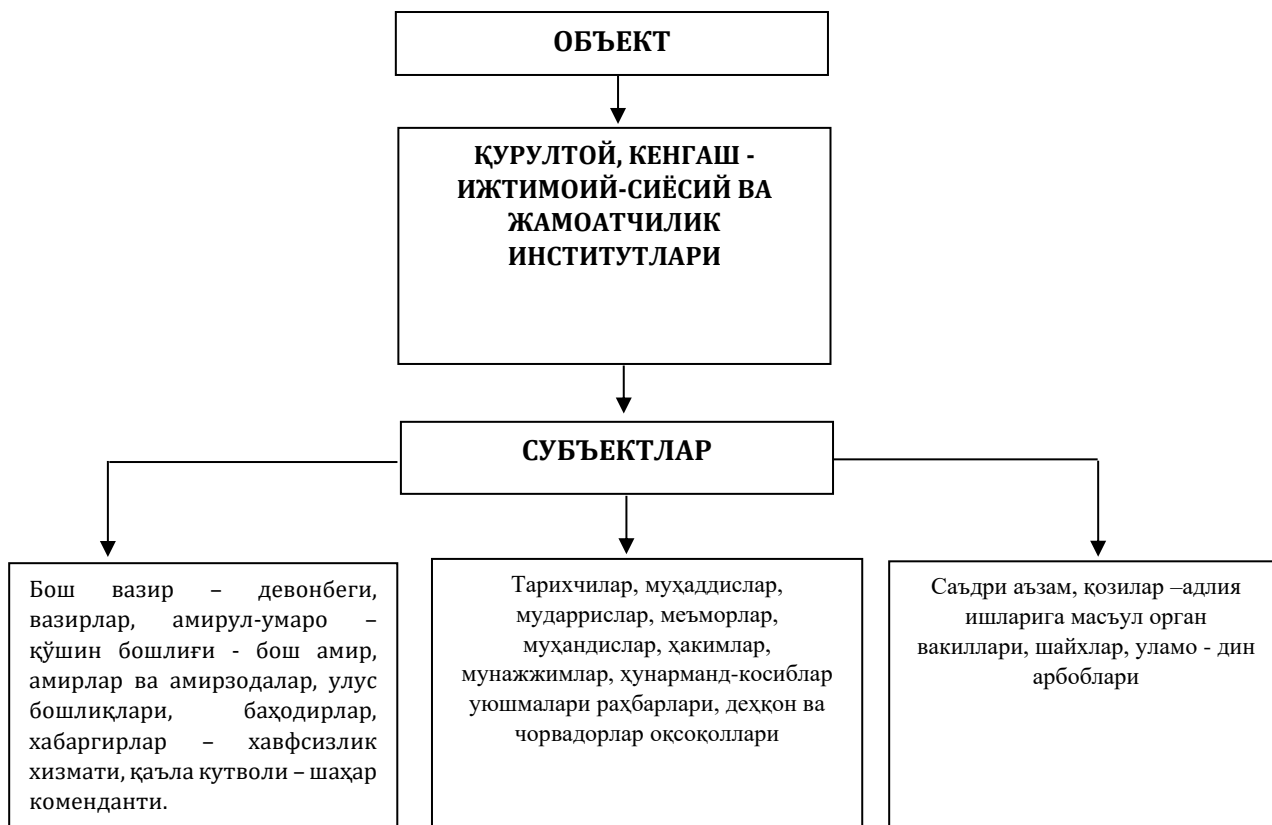 ОБЪЕКТ
ҚУРУЛТОЙ, КЕНГАШ -
ИЖТИМОИЙ-СИЁСИЙ ВА
ЖАМОАТЧИЛИК
ИНСТИТУТЛАРИ
СУБЪЕКТЛАР
Бош вазир – девонбеги,
вазирлар, амирул-умаро –
қўшин бошлиғи - бош амир,
амирлар ва амирзодалар, улус
бошлиқлари, баҳодирлар,
хабаргирлар – хавфсизлик
хизмати, қаъла кутволи – шаҳар
коменданти.
Тарихчилар, муҳаддислар,
мударрислар, меъморлар,
муҳандислар, ҳакимлар,
мунажжимлар, ҳунарманд-косиблар
уюшмалари раҳбарлари, деҳқон ва
чорвадорлар оқсоқоллари
Саъдри аъзам, қозилар –адлия
ишларига масъул орган
вакиллари, шайхлар, уламо - дин
арбоблари